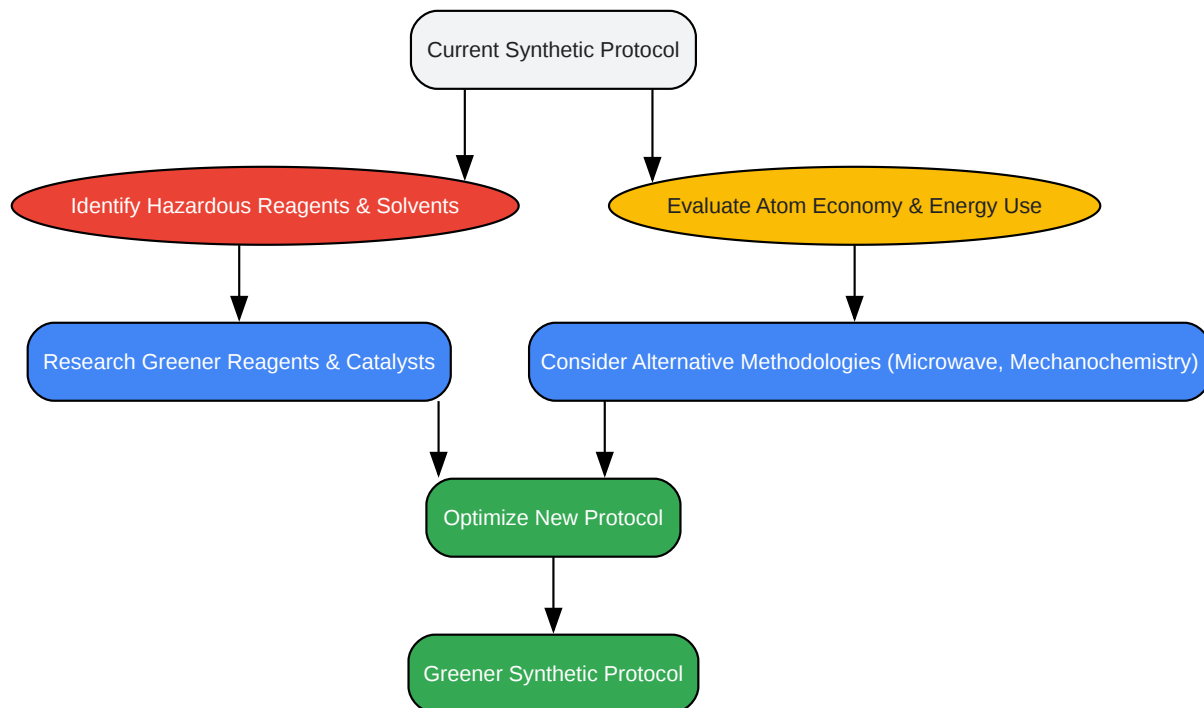 Current Synthetic Protocol
Identify Hazardous Reagents & Solvents
Evaluate Atom Economy & Energy Use
Research Greener Reagents & Catalysts
Consider Alternative Methodologies (Microwave, Mechanochemistry)
Optimize New Protocol
Greener Synthetic Protocol